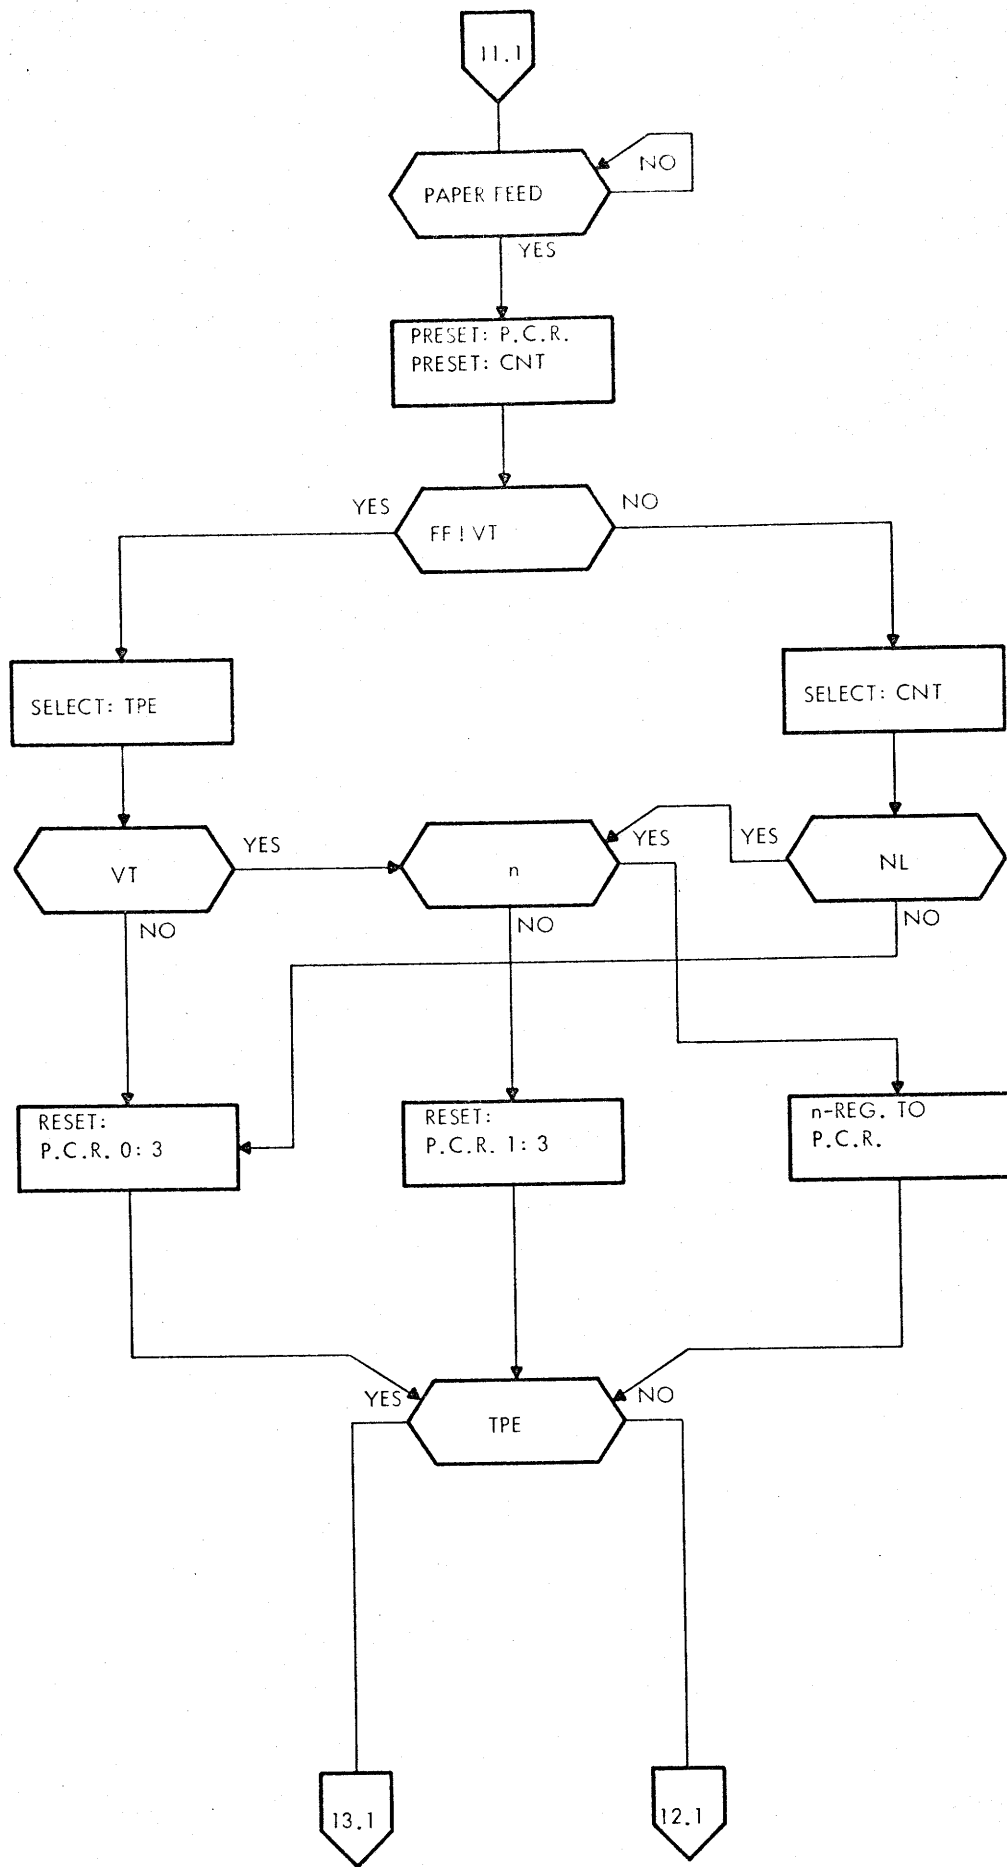 11.1
NO
PAPER FEED
YES
PRESET: P.C.R.
PRESET: CNT
YES
NO
FF ! VT
SELECT: TPE
SELECT: CNT
YES
YES
YES
VT
n
NL
NO
NO
NO
RESET:
P.C.R. 0: 3
RESET:
P.C.R. 1: 3
n-REG. TO
P.C.R.
YES
NO
TPE
13.1
12.1